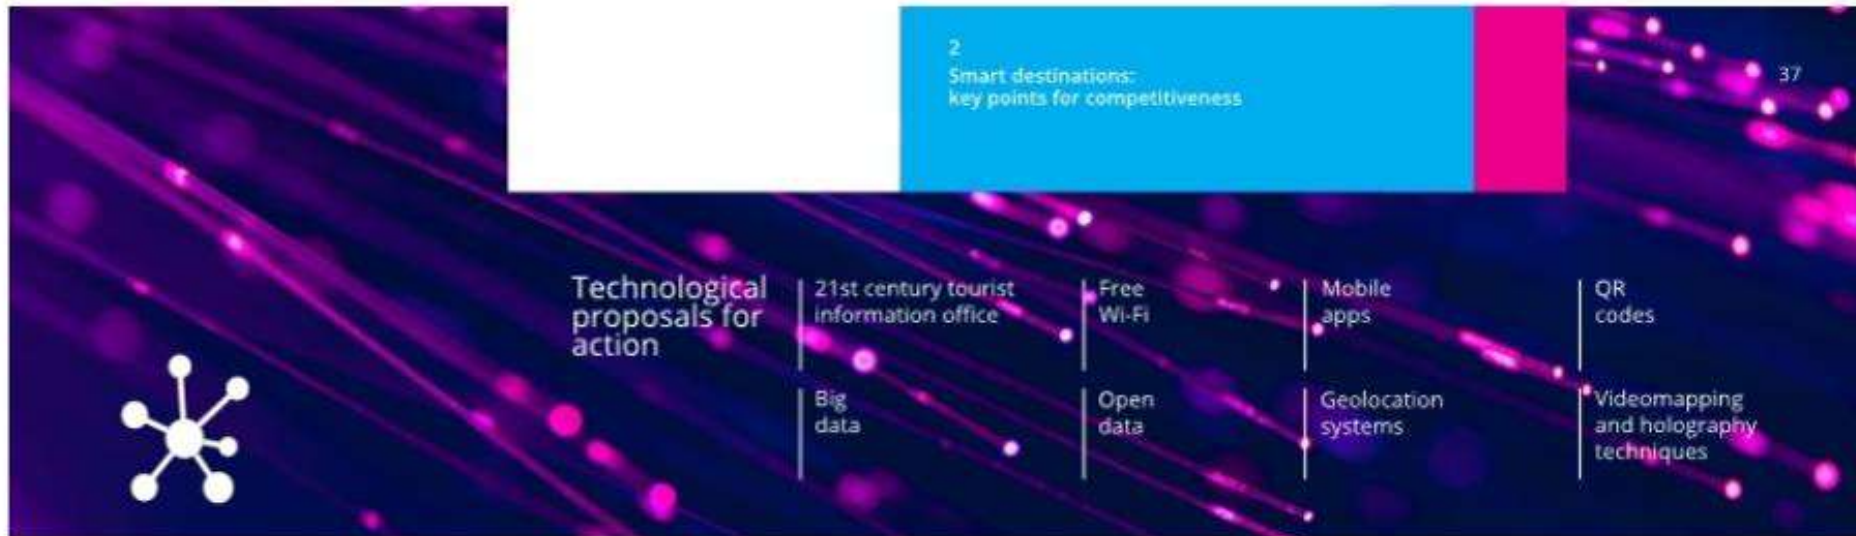 2
Smart destinations:
key points for competitiveness
37
Technological
proposals for
action
21st century tourist
information office
Free
Wi-Fi
Mobile
apps
QR
codes
Big
data
Open
data
Geolocation
systems
Videomapping
and holography
techniques